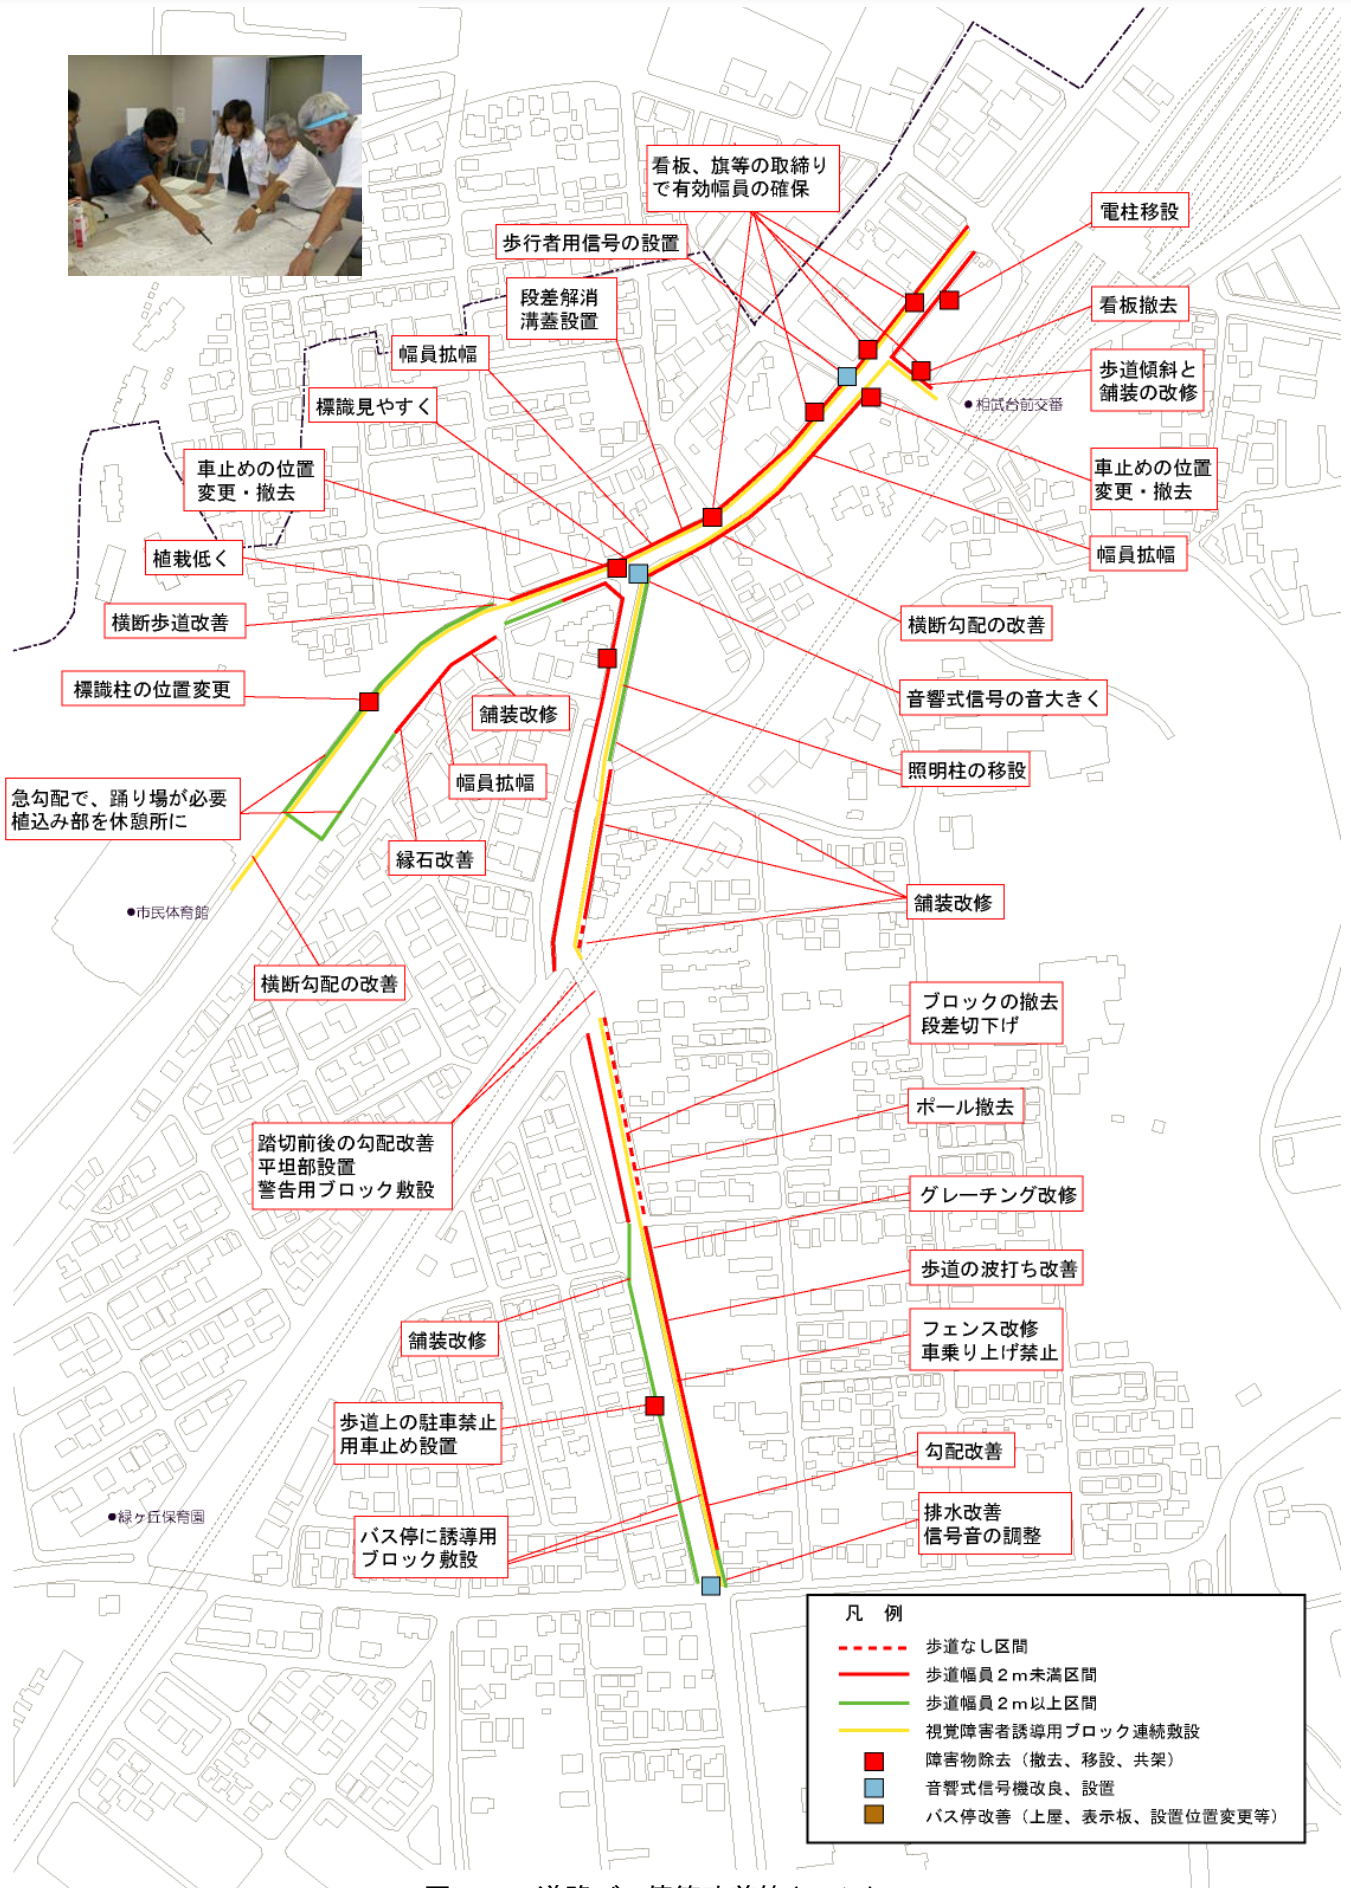 看板、旗等の取締り
で有効幅員の確保
電柱移設
歩行者用信号の設置
段差解消
溝蓋設置
看板撤去
幅員拡幅
歩道傾斜と
舗装の改修
標識見やすく
相武台前交番
車止めの位置
変更・撤去
車止めの位置
変更・撤去
植栽低く
幅員拡幅
横断歩道改善
横断勾配の改善
標識柱の位置変更
音響式信号の音大きく
舗装改修
照明柱の移設
幅員拡幅
急勾配で、踊り場が必要
植込み部を休憩所に
縁石改善
舗装改修
市民体育館
横断勾配の改善
ブロックの撤去
段差切下げ
ポール撤去
踏切前後の勾配改善
平坦部設置
警告用ブロック敷設
グレーチング改修
歩道の波打ち改善
舗装改修
フェンス改修
車乗り上げ禁止
歩道上の駐車禁止
用車止め設置
勾配改善
緑ヶ丘保育園
排水改善
信号音の調整
バス停に誘導用
ブロック敷設
凡 例
歩道なし区間
歩道幅員2m未満区間
歩道幅員2m以上区間
視覚障害者誘導用ブロック連続敷設
障害物除去（撤去、移設、共架）
音響式信号機改良、設置
バス停改善（上屋、表示板、設置位置変更等）